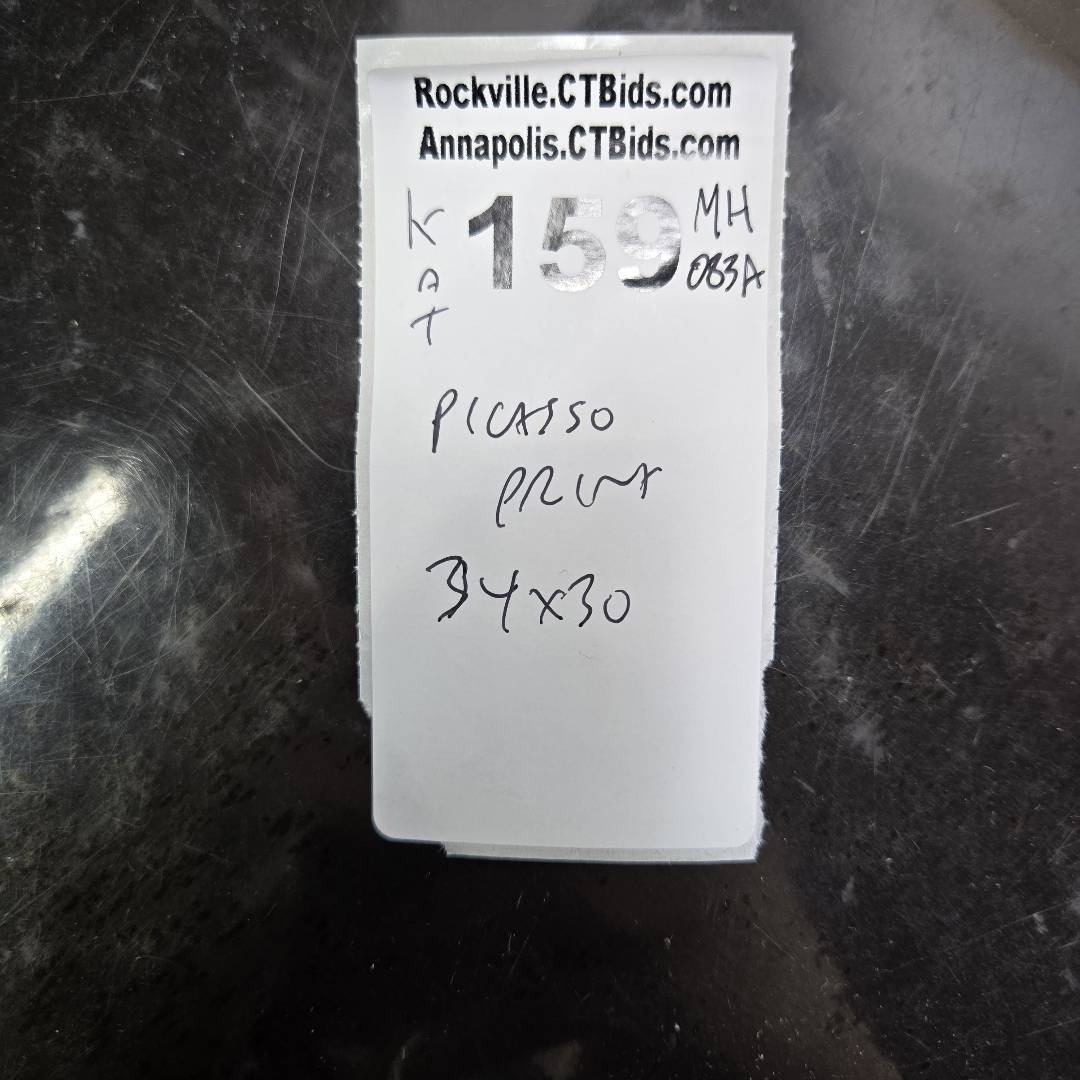 Rockville.CTBids.com
Annapolis.CTBids.com
KAT
159
MH
083A
PICASSO
PRINT
34x30